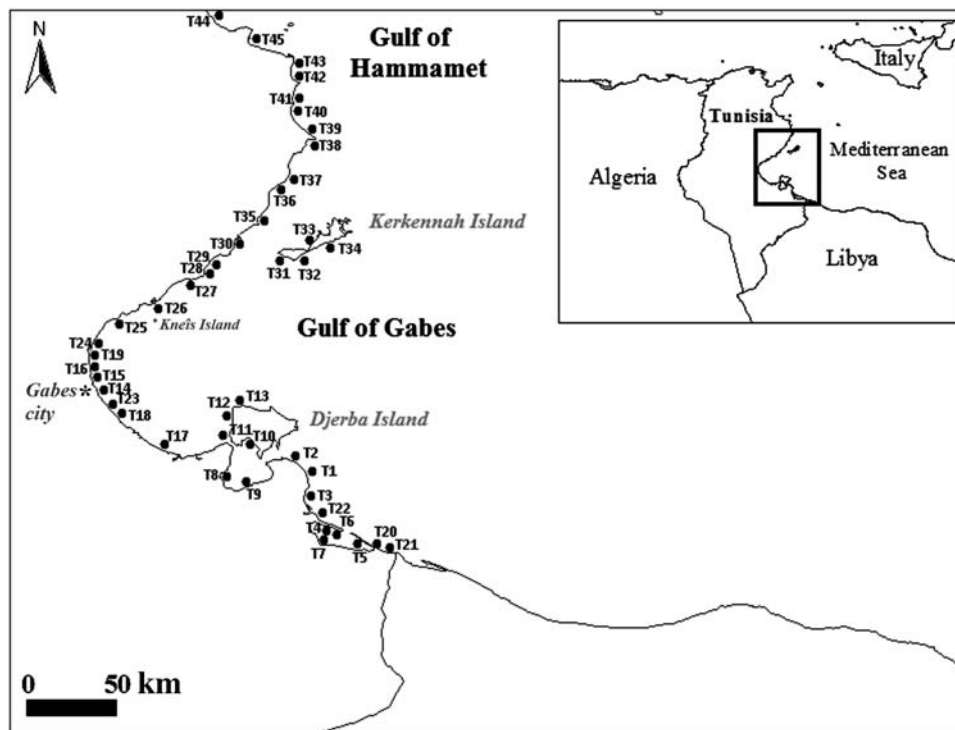 T44
N
T45
Gulf of
Hammamet
T43
T42
T41
T40
T39
T38
T37
T36
T35
Kerkennah Island
T33
T30
T34
T29
T31
T32
T28
T27
T26
Kneîs Island
T25
Gulf of Gabes
T24
T19
T16
T15
Gabes
city
*
T14
T23
T18
T13
T12
Djerba Island
T11
T10
T17
T2
T1
T8
T9
T3
T22
T6
T4
T20
T7
T5
T21
0
50 km
Italy
Tunisia
Mediterranean
Sea
Algeria
Libya